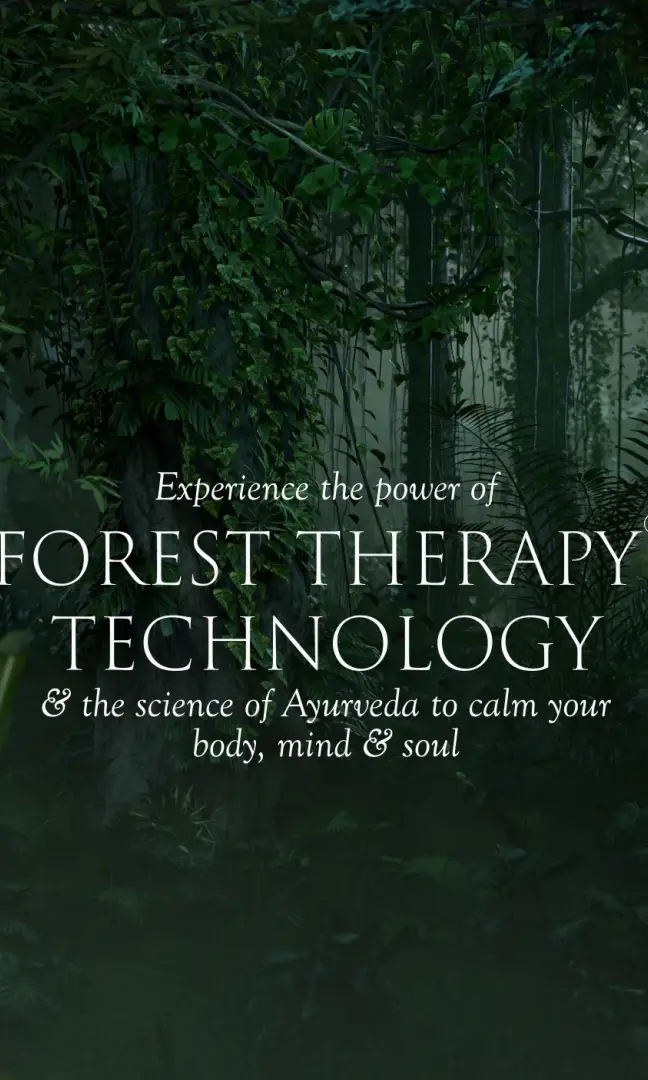 Experience the power of
FOREST THERAPY
TECHNOLOGY
& the science of Ayurveda to calm your
body, mind & soul